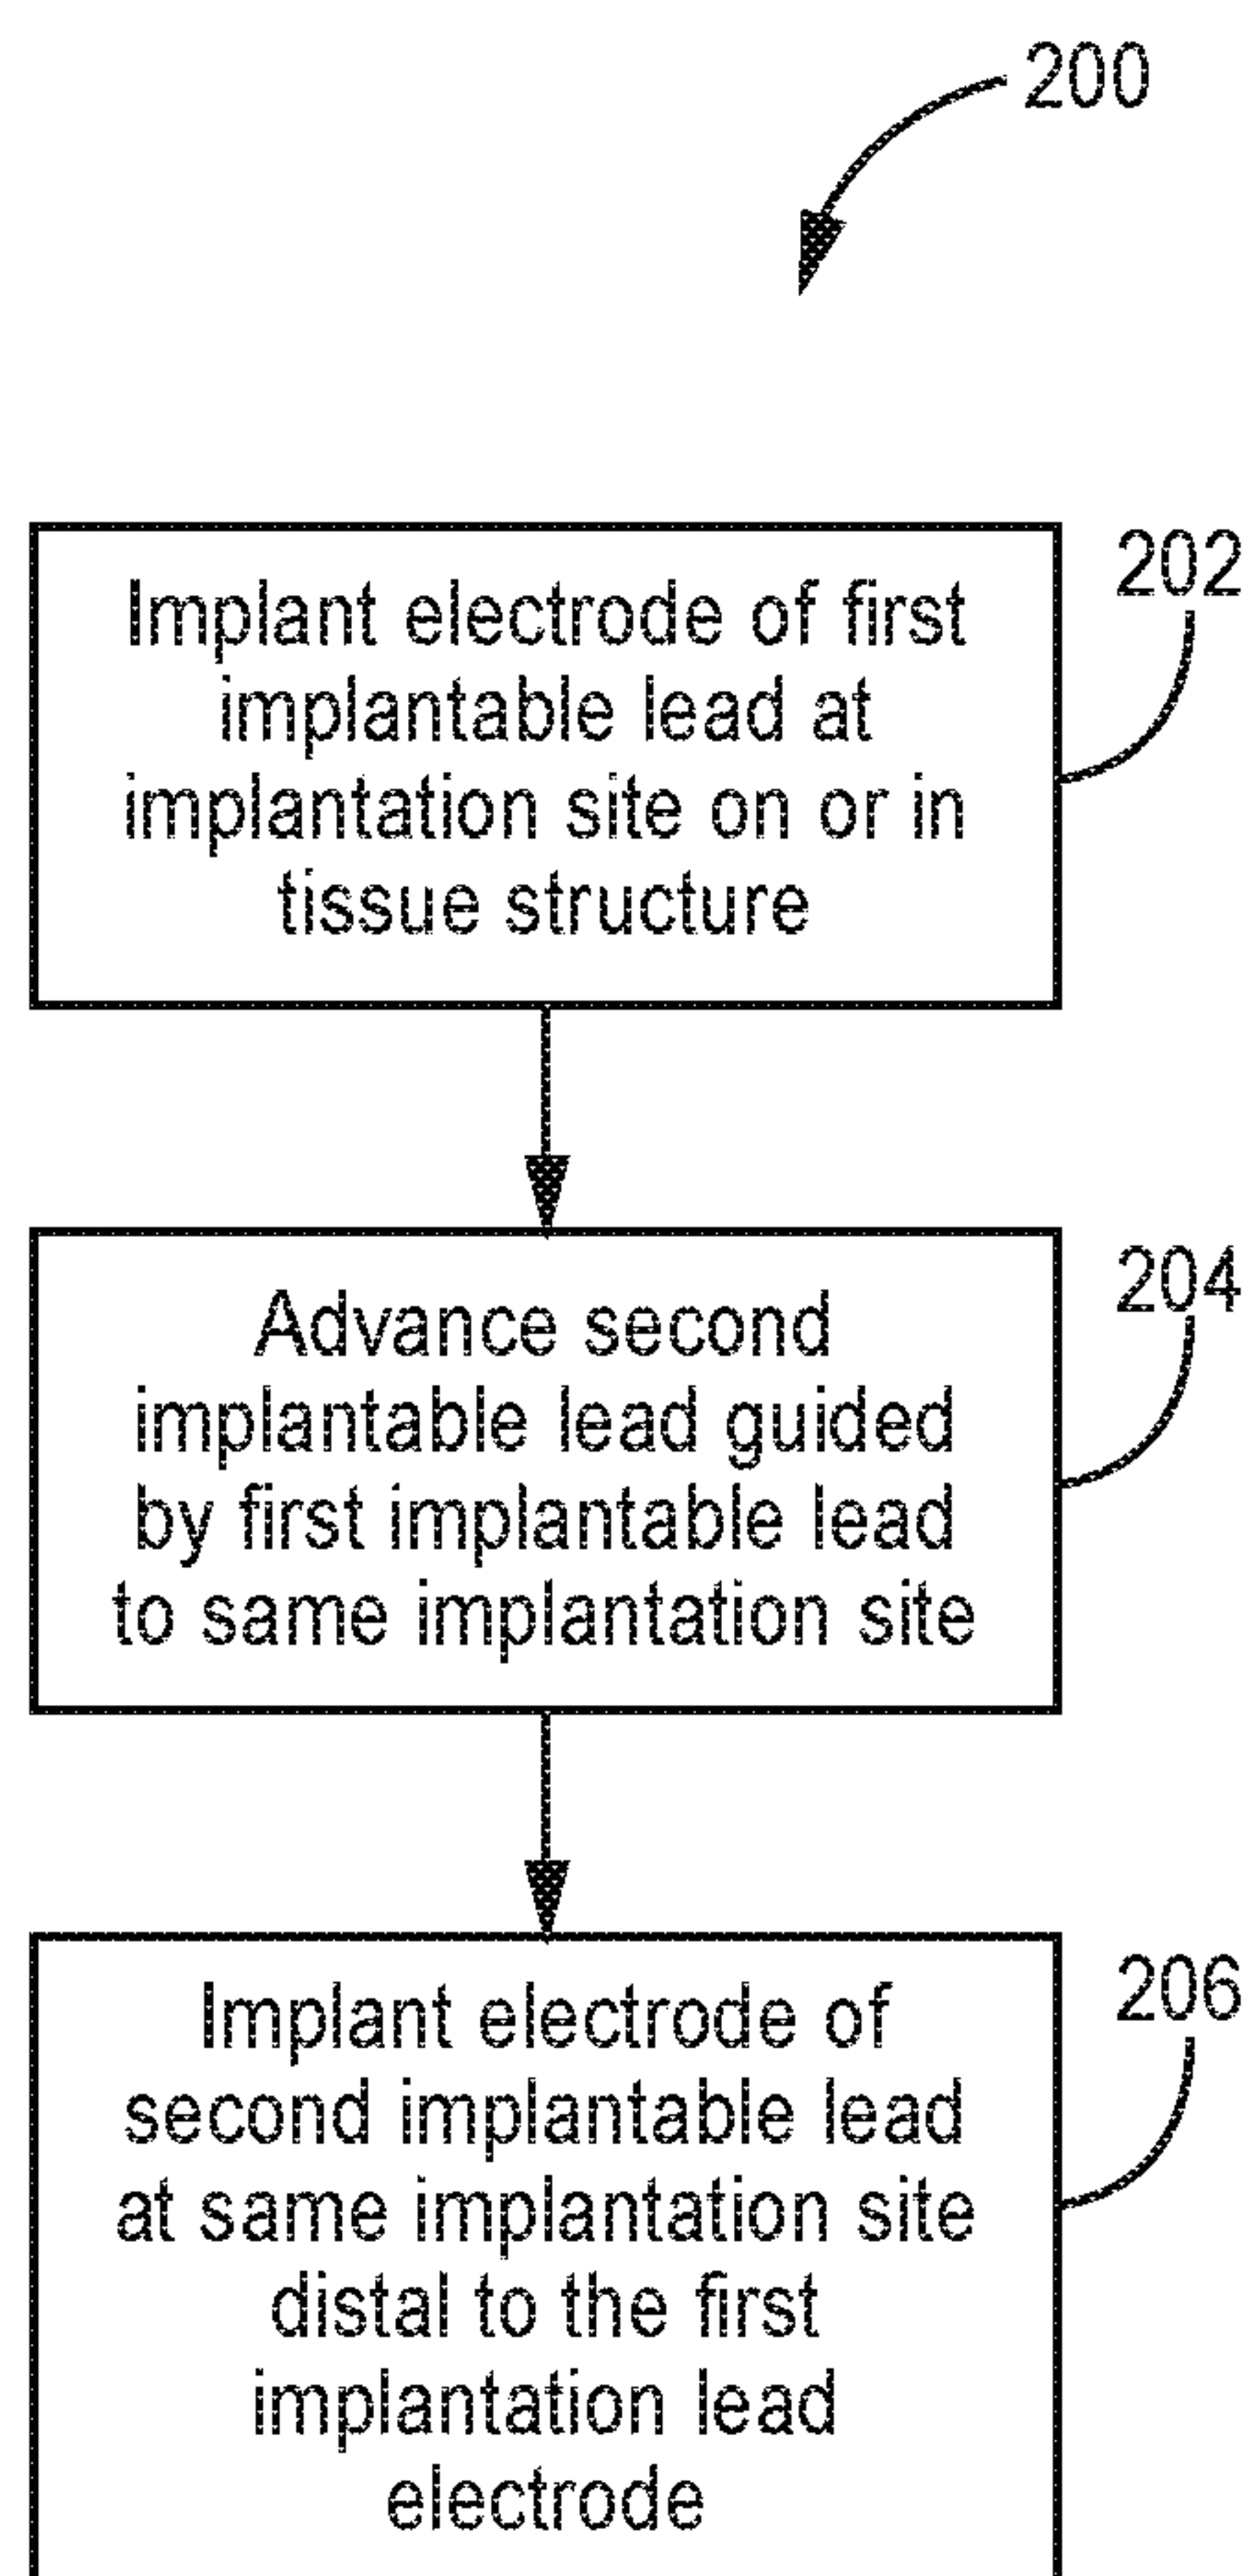 200
202
Implant electrode of first
implantable lead at
implantation site on or in
tissue structure
204
Advance second
implantable lead guided
by first implantable lead
to same implantation site
206
Implant electrode of
second implantable lead
at same implantation site
distal to the first
implantation lead
electrode